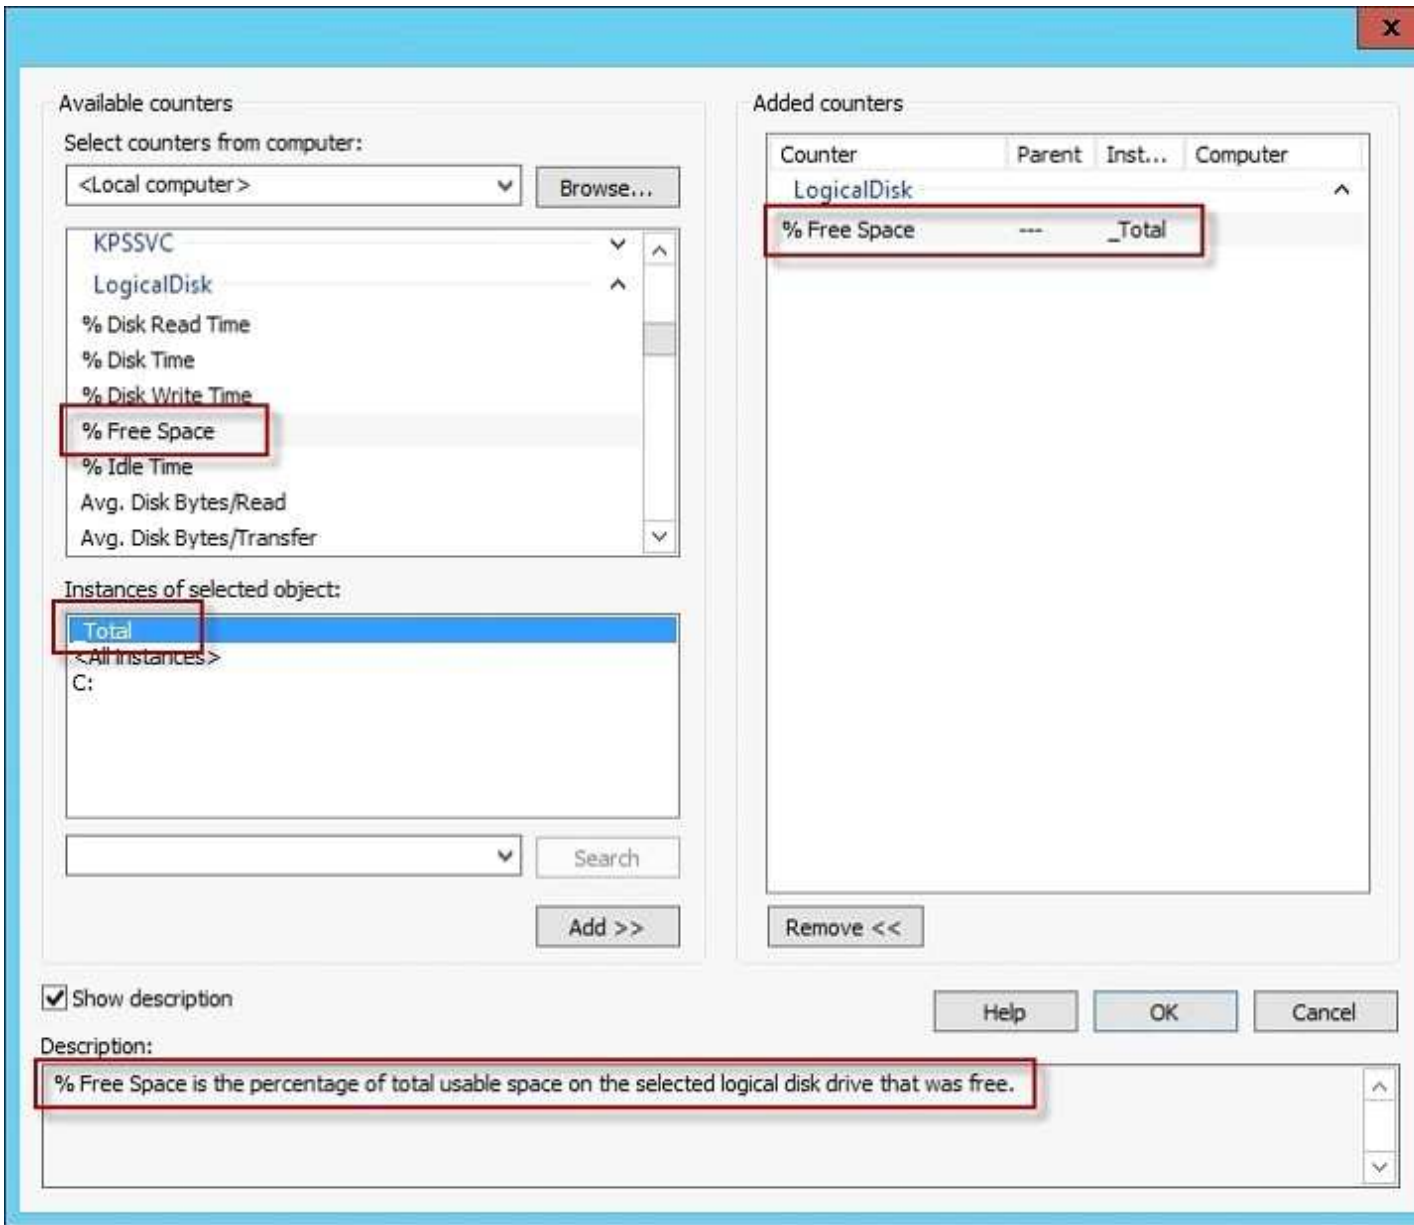 X
Available counters
Select counters from computer:
<Local computer>
Browse...
KPSSVC
LogicalDisk
% Disk Read Time
% Disk Time
% Disk Write Time
% Free Space
% Idle Time
Avg. Disk Bytes/Read
Avg. Disk Bytes/Transfer
Instances of selected object:
_Total
<All instances>
C:
Search
Add >>
Added counters
Counter Parent Inst... Computer
LogicalDisk
% Free Space --- _Total
Remove <<
Show description
Help OK Cancel
Description:
% Free Space is the percentage of total usable space on the selected logical disk drive that was free.